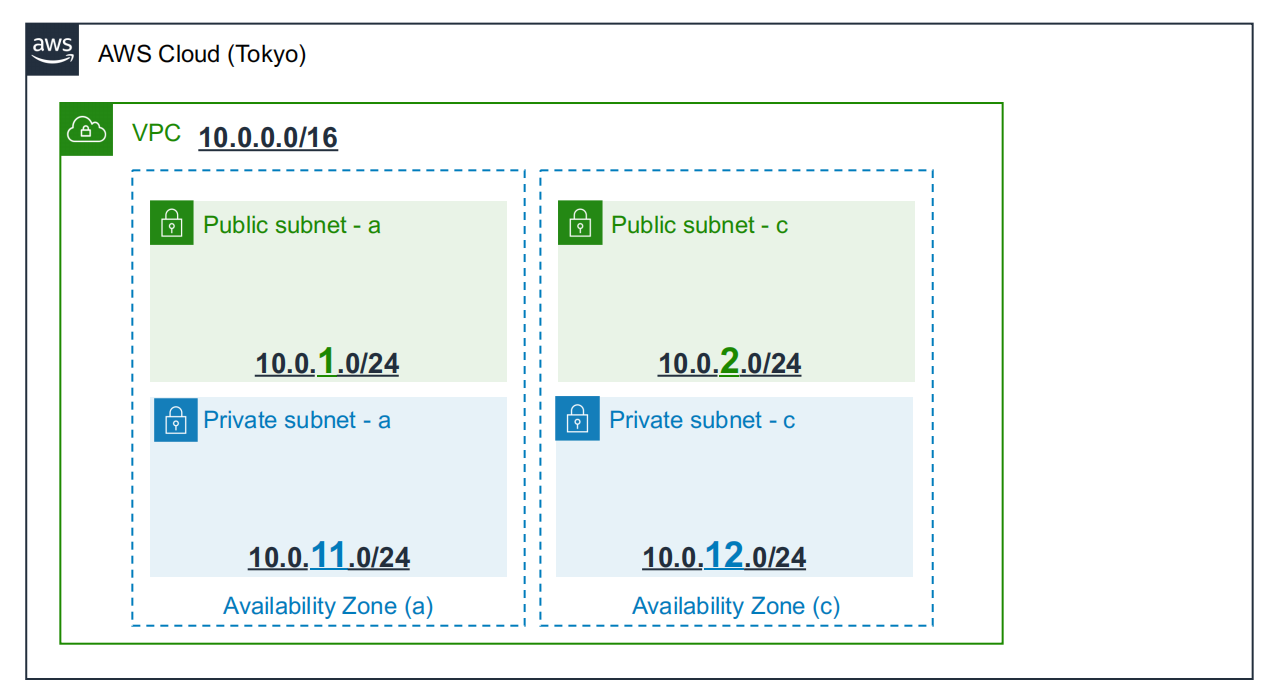 aws
AWS Cloud (Tokyo)
VPC 10.0.0.0/16
Public subnet - a
10.0.1.0/24
Private subnet - a
10.0.11.0/24
Availability Zone (a)
Public subnet - c
10.0.2.0/24
Private subnet - c
10.0.12.0/24
Availability Zone (c)